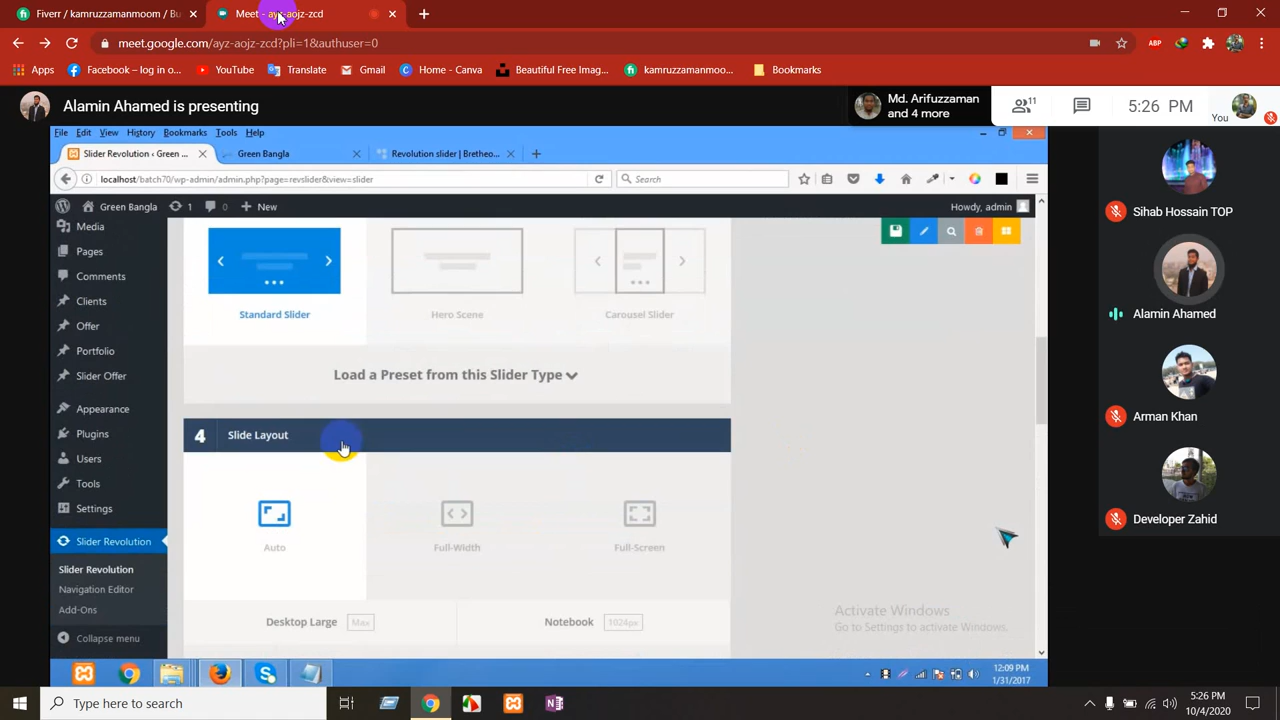 Fiverr / kamruzzamanmoom / Bu
Meet - ayz-aojz-zcd
meet.google.com/ayz-aojz-zcd?pli=1&authuser=0
ABP
Apps
Facebook – log in o...
YouTube
Translate
Gmail
Home - Canva
Beautiful Free Imag...
kamruzzamanmoo...
Bookmarks
Alamin Ahamed is presenting
Md. Arifuzzaman
and 4 more
11
5:26 PM
You
File Edit View History Bookmarks Tools Help
Slider Revolution ‹ Green ...
Green Bangla
Revolution slider | Bretheo...
localhost/batch70/wp-admin/admin.php?page=revslider&view=slider
Search
Green Bangla
1
0
New
Howdy, admin
Media
Pages
Comments
Clients
Offer
Portfolio
Slider Offer
Appearance
Plugins
Users
Tools
Settings
Slider Revolution
Slider Revolution
Navigation Editor
Add-Ons
Collapse menu
Standard Slider
Hero Scene
Carousel Slider
Load a Preset from this Slider Type
4 Slide Layout
Auto
Full-Width
Full-Screen
Desktop Large Max
Notebook 1024px
Activate Windows
Go to Settings to activate Windows.
12:09 PM
1/31/2017
Sihab Hossain TOP
Alamin Ahamed
Arman Khan
Developer Zahid
Type here to search
5:26 PM
10/4/2020